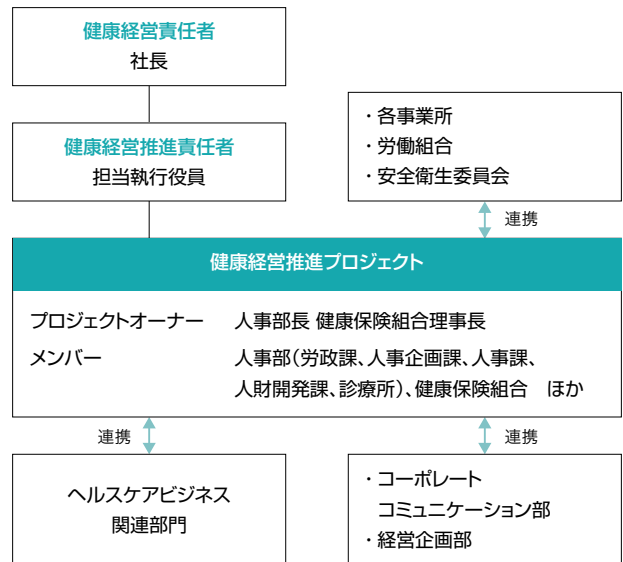 健康経営責任者
社長
健康経営推進責任者
担当執行役員
・各事業所
・労働組合
・安全衛生委員会
連携
健康経営推進プロジェクト
プロジェクトオーナー 人事部長 健康保険組合理事長
メンバー 人事部(労政課、人事企画課、人事課、
人財開発課、診療所)、健康保険組合 ほか
連携
連携
ヘルスケアビジネス
関連部門
・コーポレート
コミュニケーション部
・経営企画部